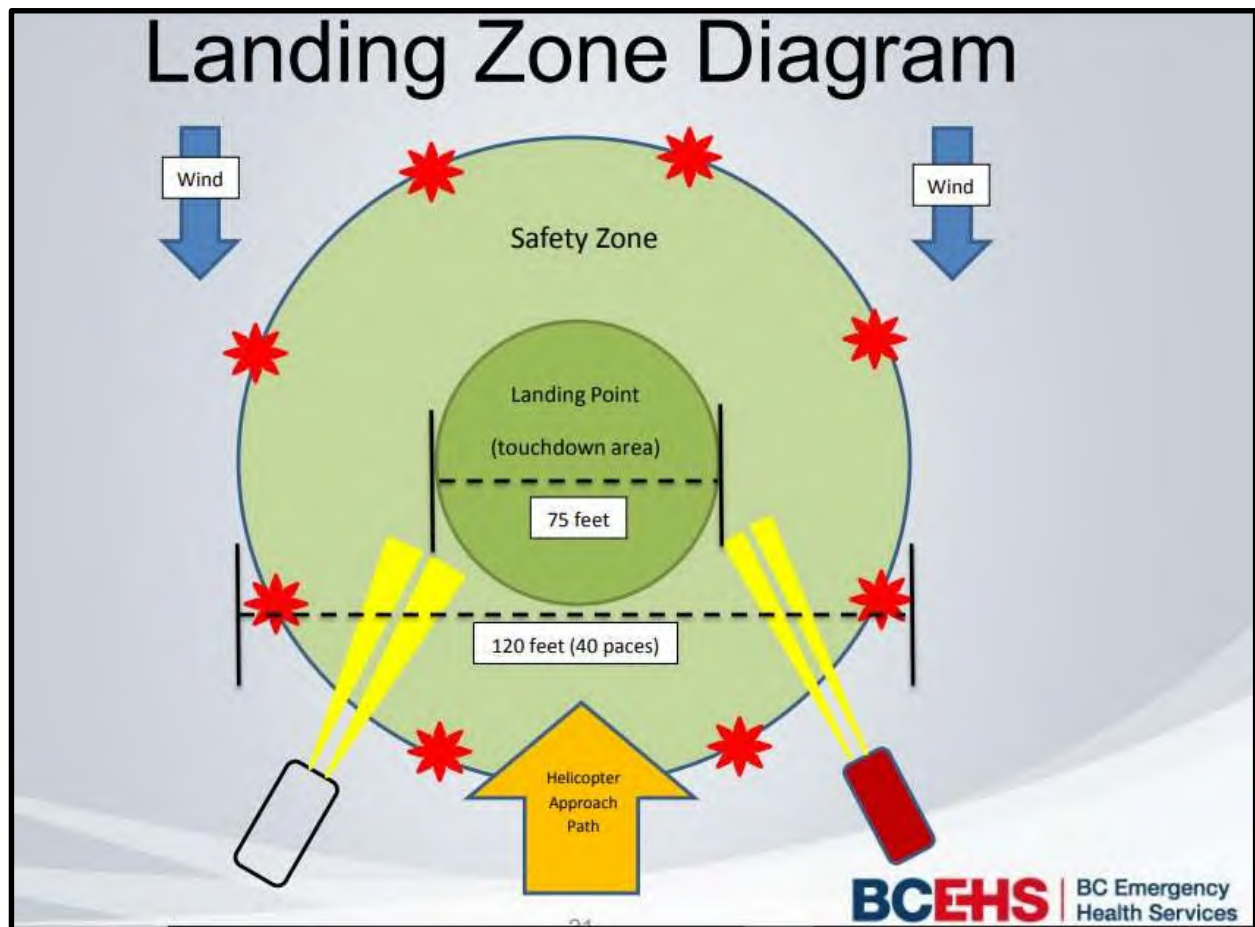 Landing Zone Diagram
Wind
Wind
Safety Zone
Landing Point
(touchdown area)
75 feet
120 feet (40 paces)
Helicopter
Approach
Path
BCEHS
BC Emergency
Health Services